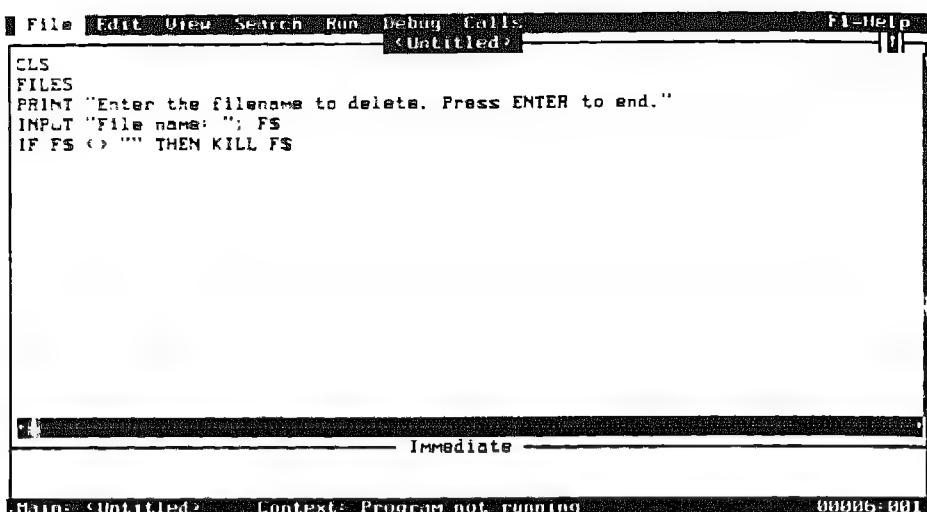 File Edit View Search Run Debug Calls F1=Help
<Untitled>
CLS
FILES
PRINT "Enter the filename to delete. Press ENTER to end."
INPUT "File name: "; F$
IF F$ <> "" THEN KILL F$
Immediate
Main: <Untitled> Context: Program not running 00006:001